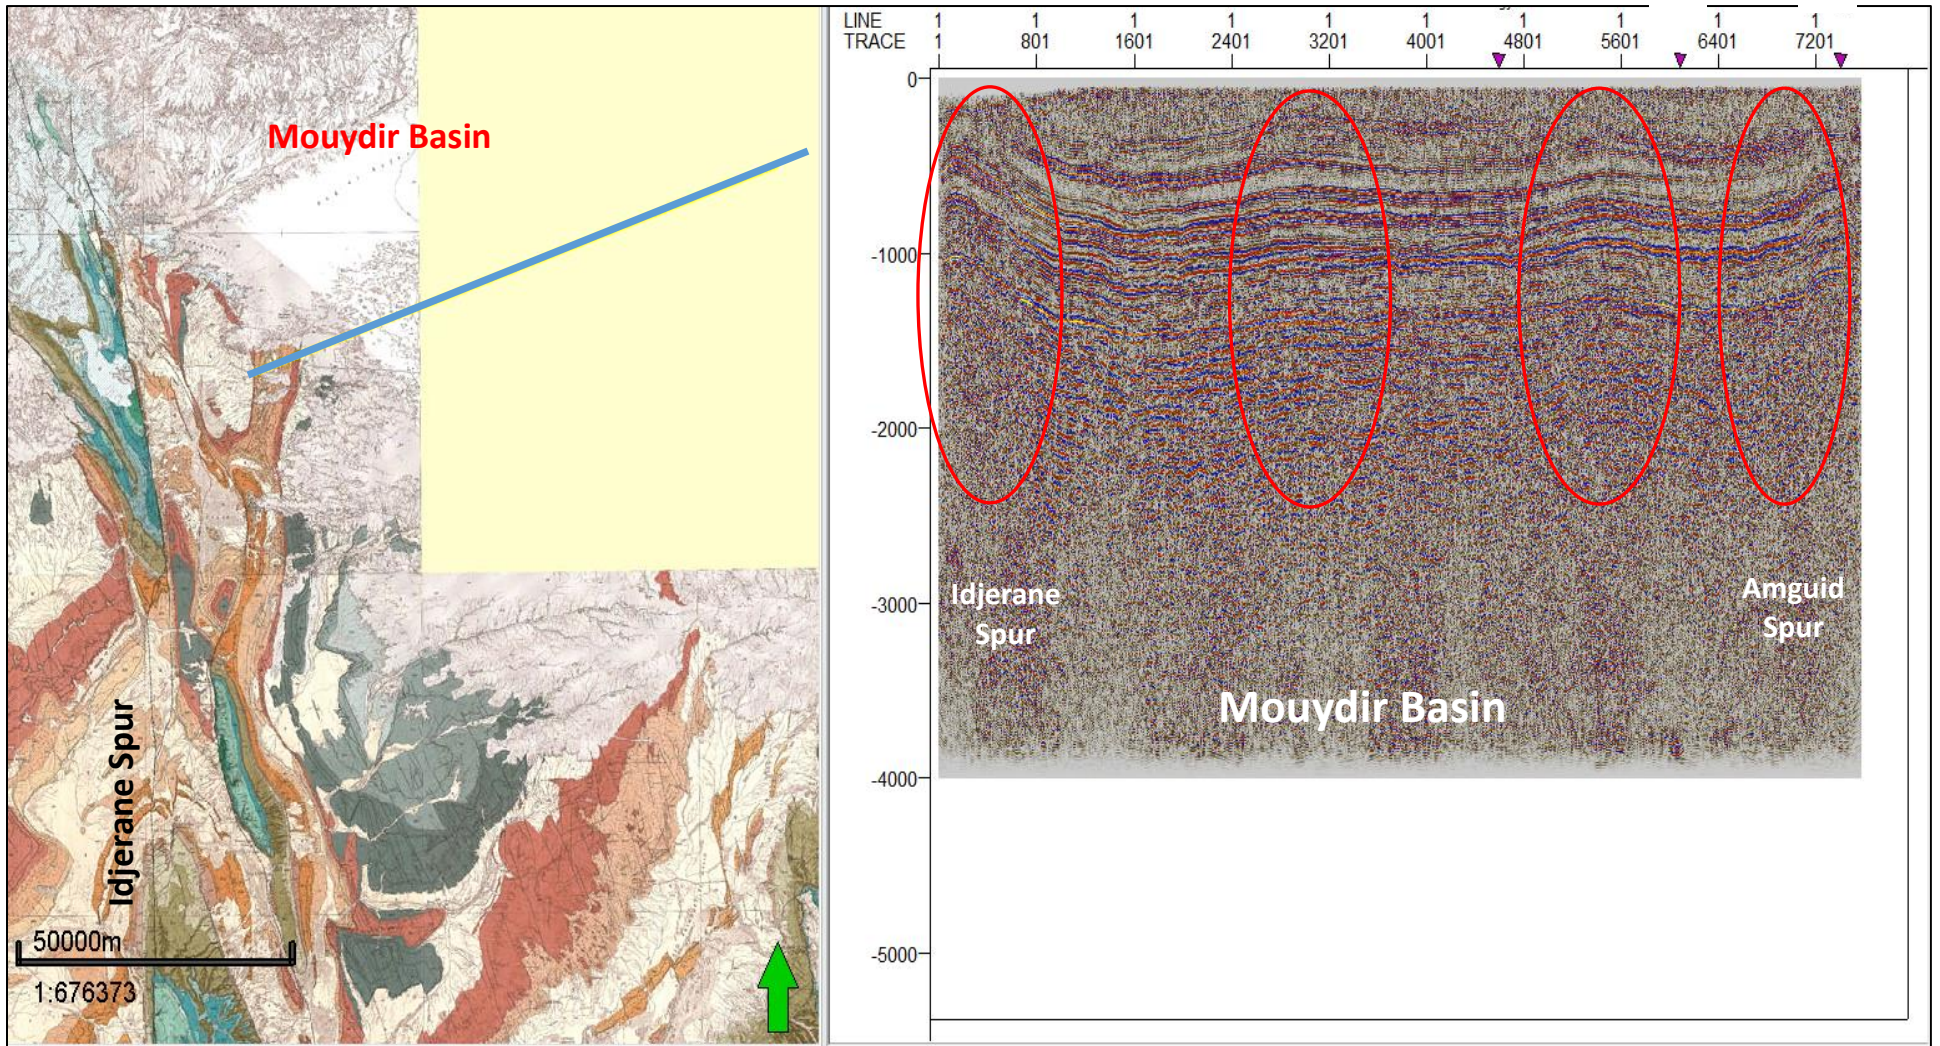 Mouydir Basin
Idjerane Spur
50000m
1:676373
LINE 1 1 1 1 1 1 1 1 1 1
TRACE 1 801 1601 2401 3201 4001 4801 5601 6401 7201
0
-1000
-2000
-3000
-4000
-5000
Idjerane
Spur
Amguid
Spur
Mouydir Basin